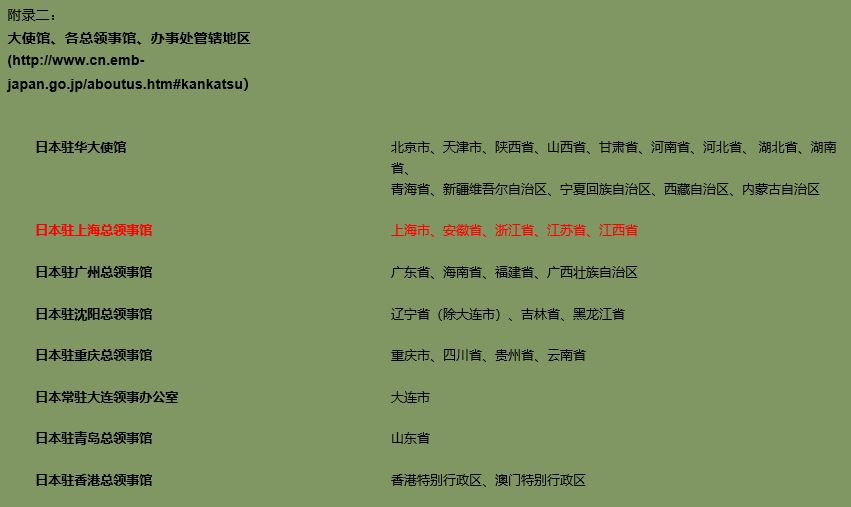 附录二：
大使馆、各总领事馆、办事处管辖地区
(http://www.cn.emb-
japan.go.jp/aboutus.htm#kankatsu）
日本驻华大使馆 北京市、天津市、陕西省、山西省、甘肃省、河南省、河北省、 湖北省、湖南
省、
青海省、新疆维吾尔自治区、宁夏回族自治区、西藏自治区、内蒙古自治区
日本驻上海总领事馆 上海市、安徽省、浙江省、江苏省、江西省
日本驻广州总领事馆 广东省、海南省、福建省、广西壮族自治区
日本驻沈阳总领事馆 辽宁省（除大连市）、吉林省、黑龙江省
日本驻重庆总领事馆 重庆市、四川省、贵州省、云南省
日本常驻大连领事办公室 大连市
日本驻青岛总领事馆 山东省
日本驻香港总领事馆 香港特别行政区、澳门特别行政区